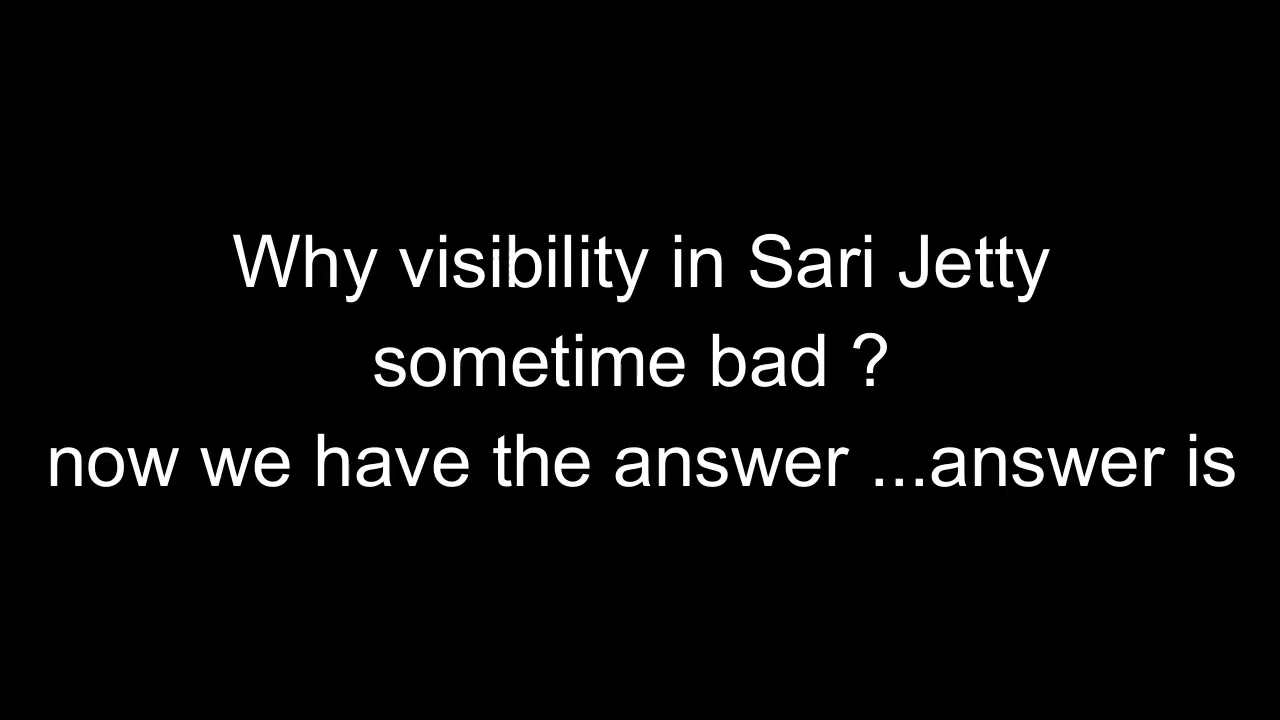 Why visibility in Sari Jetty
sometime bad ?
now we have the answer ...answer is